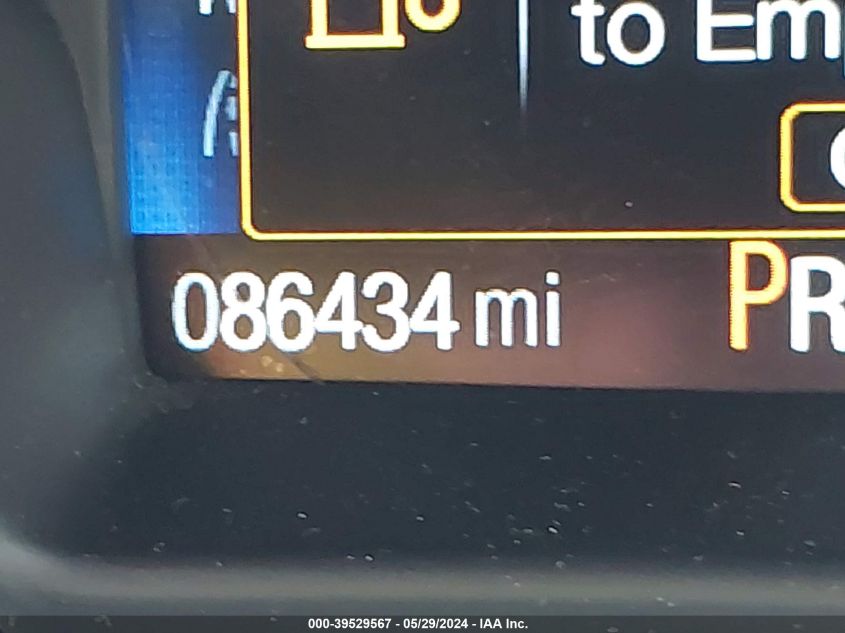 to Em
086434 mi
PR
000-39529567 - 05/29/2024 - IAA Inc.